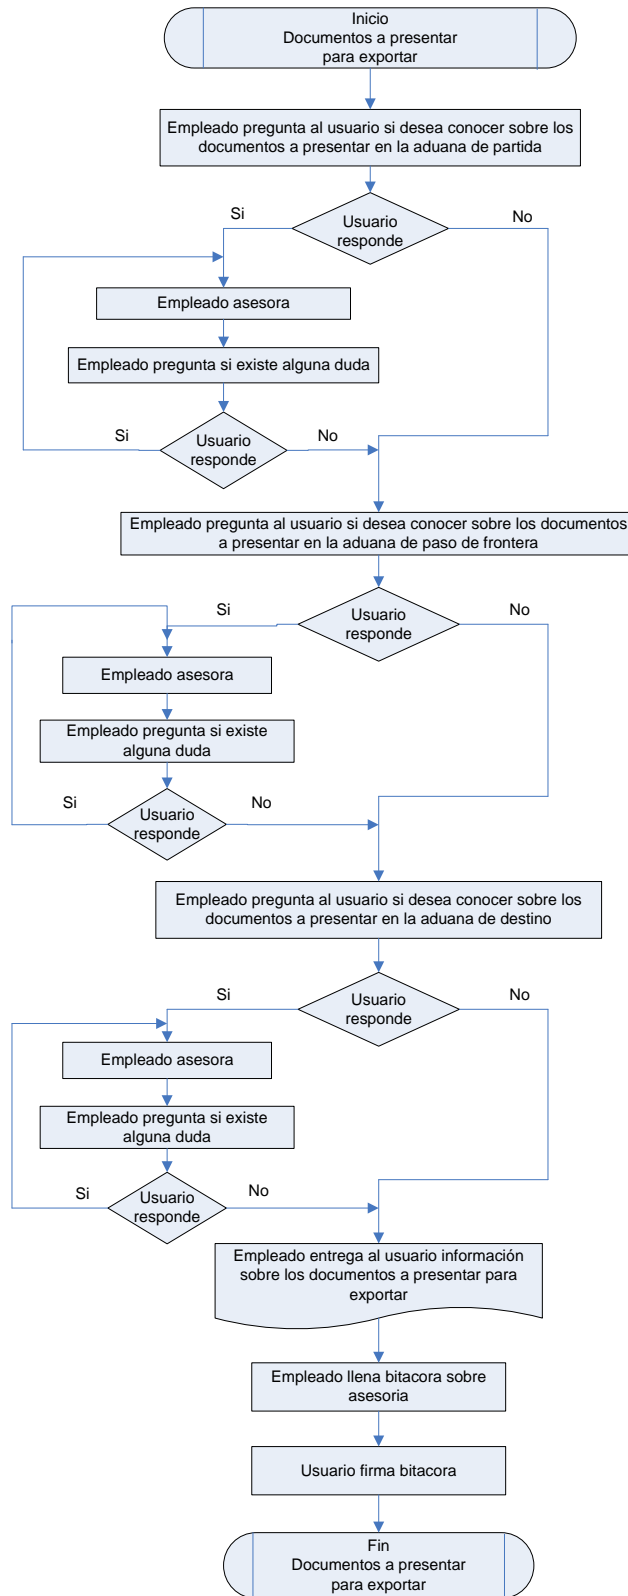 Inicio
Documentos a presentar
para exportar
Empleado pregunta al usuario si desea conocer sobre los
documentos a presentar en la aduana de partida
Si
Usuario
responde
No
Empleado asesora
Empleado pregunta si existe alguna duda
Si
Usuario
responde
No
Empleado pregunta al usuario si desea conocer sobre los documentos
a presentar en la aduana de paso de frontera
Si
Usuario
responde
No
Empleado asesora
Empleado pregunta si existe
alguna duda
Si
Usuario
responde
No
Empleado pregunta al usuario si desea conocer sobre los
documentos a presentar en la aduana de destino
Si
Usuario
responde
No
Empleado asesora
Empleado pregunta si existe
alguna duda
Si
Usuario
responde
No
Empleado entrega al usuario información
sobre los documentos a presentar para
exportar
Empleado llena bitacora sobre
asesoria
Usuario firma bitacora
Fin
Documentos a presentar
para exportar